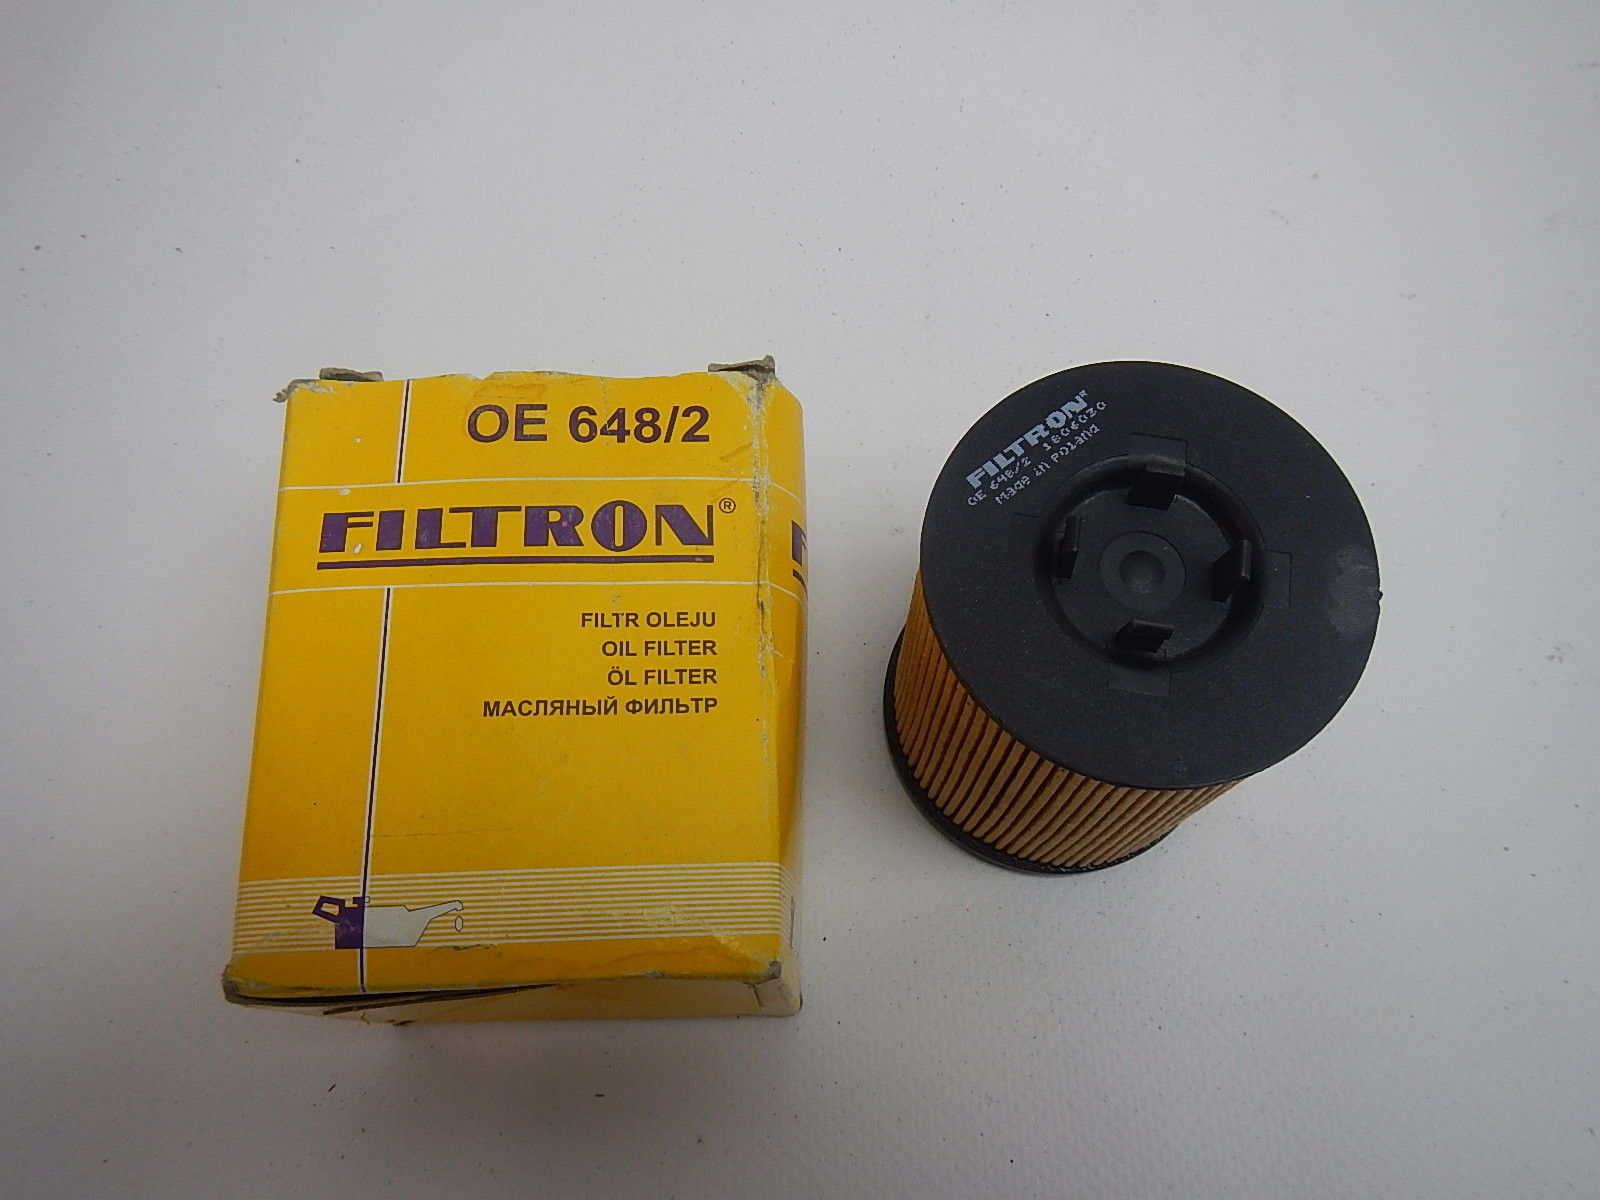 OE 648/2
FILTRON®
FILTR OLEJU
OIL FILTER
ÖL FILTER
МАСЛЯНЫЙ ФИЛЬТР
FILTRON®
OE 648/2 1806030
Made in Poland